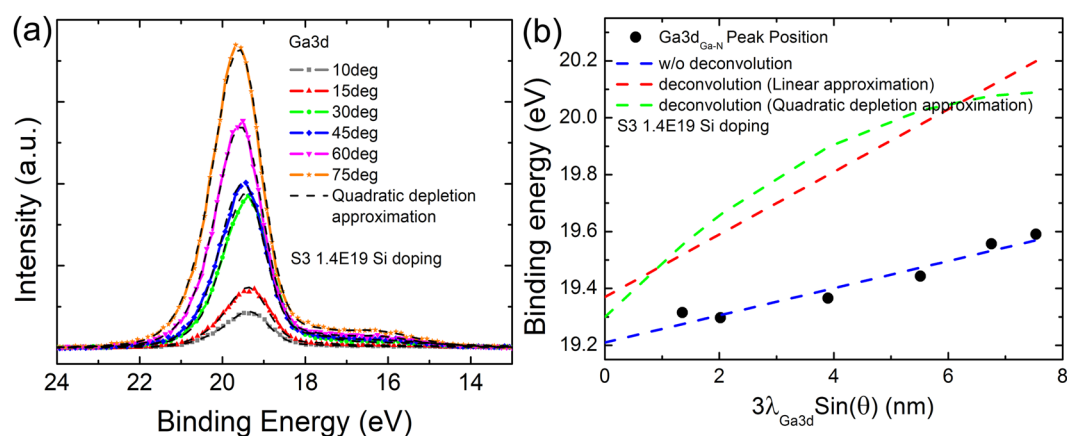 (a)
Ga3d
10deg
15deg
30deg
45deg
60deg
75deg
Quadratic depletion
approximation
S3 1.4E19 Si doping
Intensity (a.u.)
24 22 20 18 16 14
Binding Energy (eV)
(b)
Ga3d_Ga-N Peak Position
w/o deconvolution
deconvolution (Linear approximation)
deconvolution (Quadratic depletion approximation)
S3 1.4E19 Si doping
Binding energy (eV)
20.2
20.0
19.8
19.6
19.4
19.2
0 2 4 6 8
3λ_Ga3d Sin(θ) (nm)